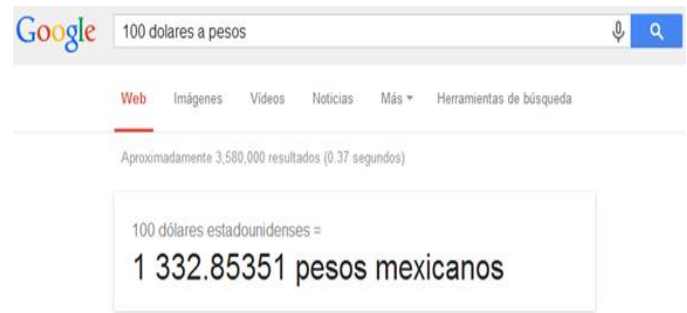 Google 100 dolares a pesos
Web Imágenes Vídeos Noticias Más Herramientas de búsqueda
Aproximadamente 3,580,000 resultados (0.37 segundos)
100 dólares estadounidenses =
1 332.85351 pesos mexicanos